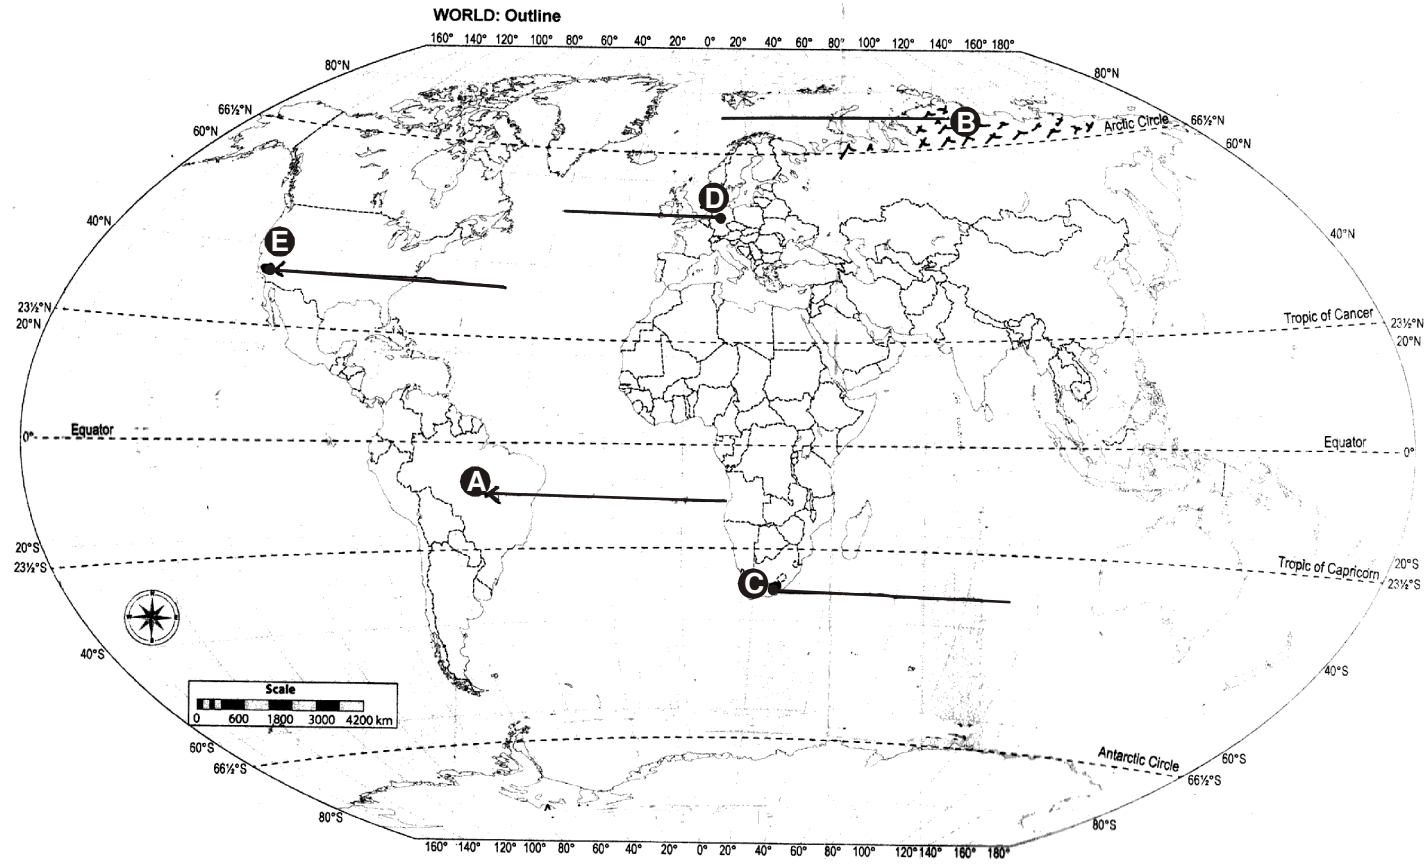 WORLD: Outline
160° 140° 120° 100° 80° 60° 40° 20° 0° 20° 40° 60° 80° 100° 120° 140° 160° 180°
80°N 80°N
66½°N Arctic Circle 66½°N
60°N 60°N
B
D
40°N 40°N
E
23½°N Tropic of Cancer 23½°N
20°N 20°N
0° Equator Equator 0°
A
20°S 20°S
23½°S Tropic of Capricorn 23½°S
C
40°S 40°S
Scale
0 600 1800 3000 4200 km
60°S 60°S
66½°S Antarctic Circle 66½°S
80°S 80°S
160° 140° 120° 100° 80° 60° 40° 20° 0° 20° 40° 60° 80° 100° 120° 140° 160° 180°